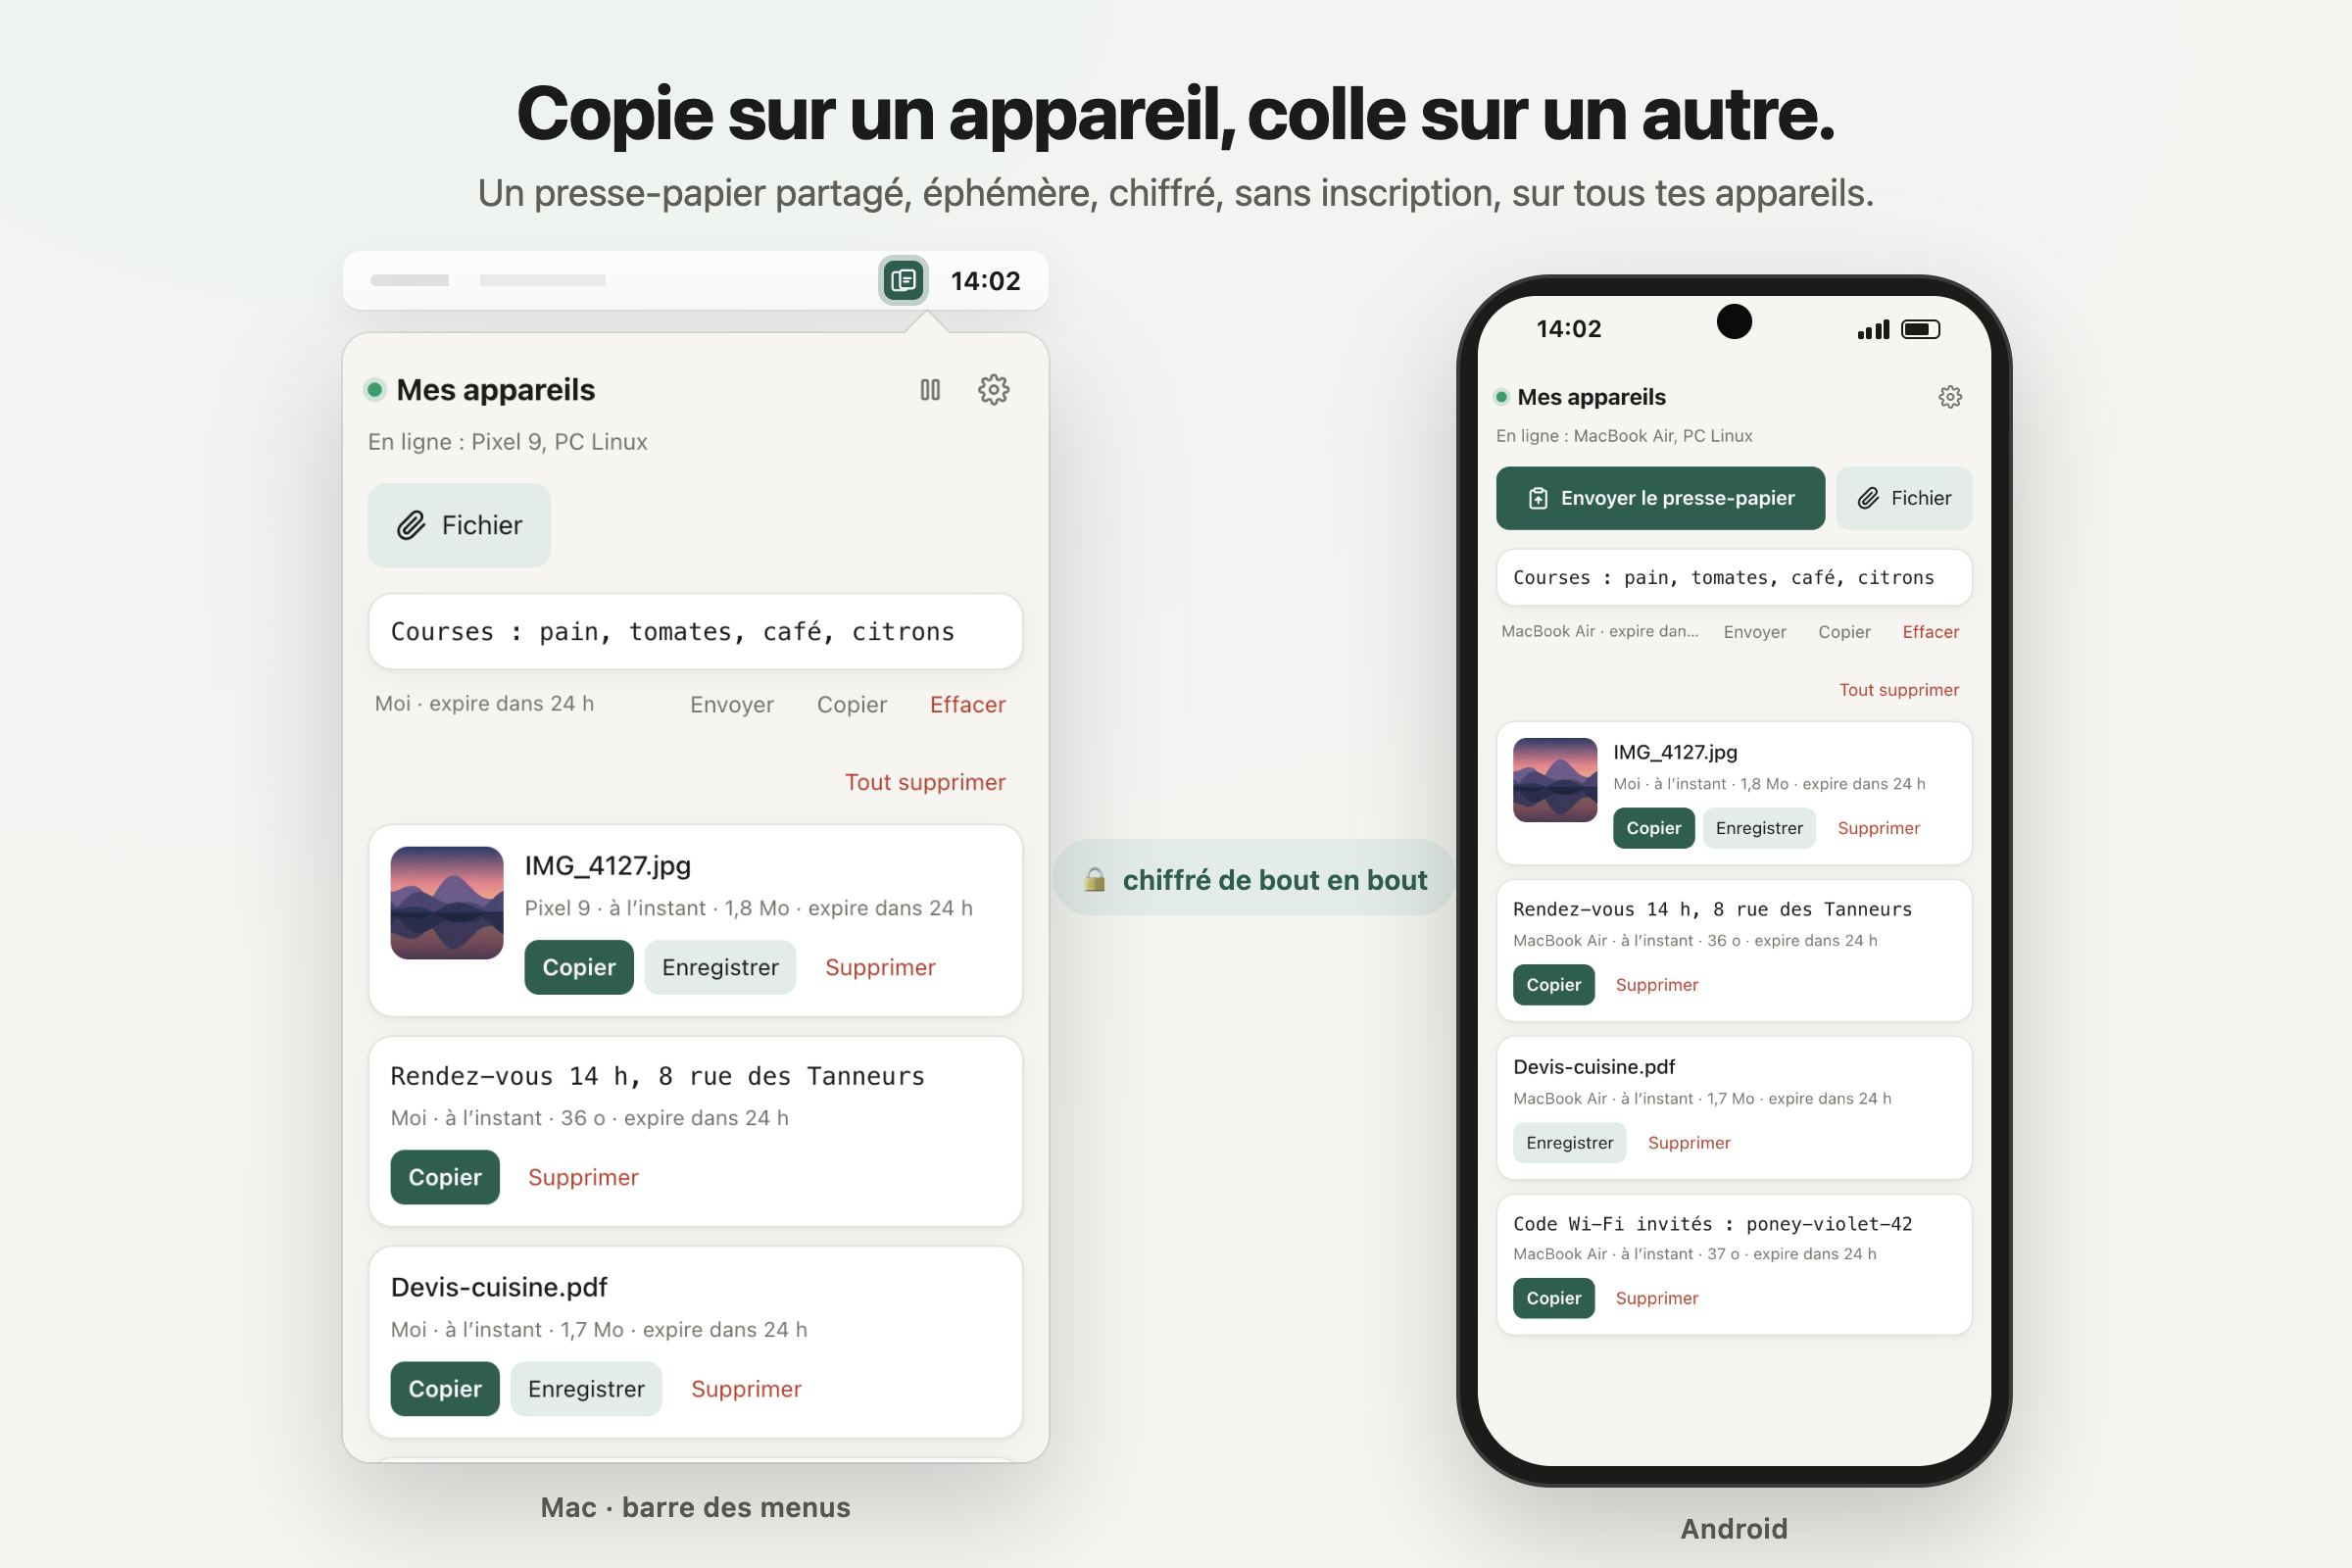 Copie sur un appareil, colle sur un autre.
Un presse-papier partagé, éphémère, chiffré, sans inscription, sur tous tes appareils.
14:02
Mes appareils
En ligne : Pixel 9, PC Linux
Fichier
Courses : pain, tomates, café, citrons
Moi · expire dans 24 h Envoyer Copier Effacer
Tout supprimer
IMG_4127.jpg
Pixel 9 · à l’instant · 1,8 Mo · expire dans 24 h
Copier Enregistrer Supprimer
Rendez-vous 14 h, 8 rue des Tanneurs
Moi · à l’instant · 36 o · expire dans 24 h
Copier Supprimer
Devis-cuisine.pdf
Moi · à l’instant · 1,7 Mo · expire dans 24 h
Copier Enregistrer Supprimer
Mac · barre des menus
chiffré de bout en bout
14:02
Mes appareils
En ligne : MacBook Air, PC Linux
Envoyer le presse-papier Fichier
Courses : pain, tomates, café, citrons
MacBook Air · expire dan... Envoyer Copier Effacer
Tout supprimer
IMG_4127.jpg
Moi · à l’instant · 1,8 Mo · expire dans 24 h
Copier Enregistrer Supprimer
Rendez-vous 14 h, 8 rue des Tanneurs
MacBook Air · à l’instant · 36 o · expire dans 24 h
Copier Supprimer
Devis-cuisine.pdf
MacBook Air · à l’instant · 1,7 Mo · expire dans 24 h
Enregistrer Supprimer
Code Wi-Fi invités : poney-violet-42
MacBook Air · à l’instant · 37 o · expire dans 24 h
Copier Supprimer
Android